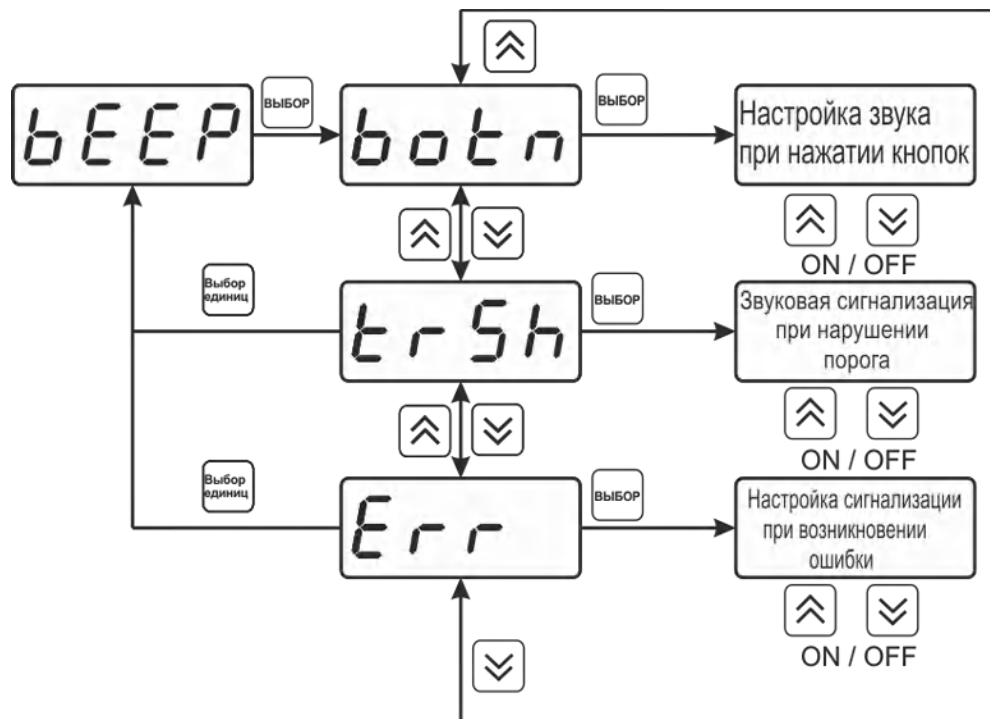 bEEP
ВЫБОР
botn
ВЫБОР
Настройка звука
при нажатии кнопок
ON / OFF
Выбор
единиц
trSh
ВЫБОР
Звуковая сигнализация
при нарушении
порога
ON / OFF
Выбор
единиц
Err
ВЫБОР
Настройка сигнализации
при возникновении
ошибки
ON / OFF